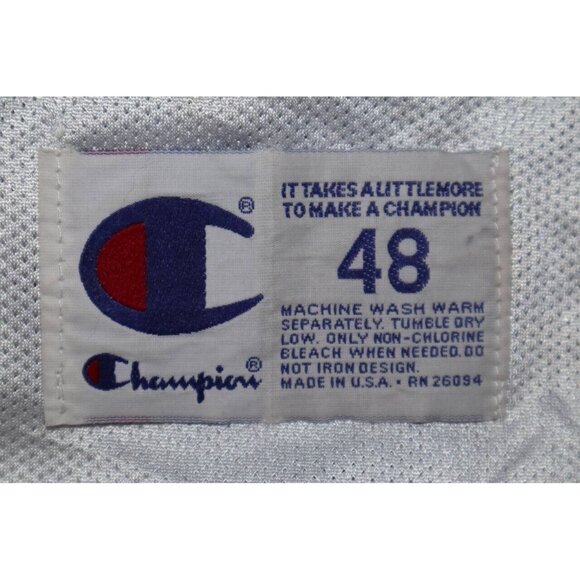 ®
Champion®
IT TAKES A LITTLE MORE
TO MAKE A CHAMPION
48
MACHINE WASH WARM
SEPARATELY. TUMBLE DRY
LOW. ONLY NON-CHLORINE
BLEACH WHEN NEEDED. DO
NOT IRON DESIGN.
MADE IN U.S.A. • RN 26094